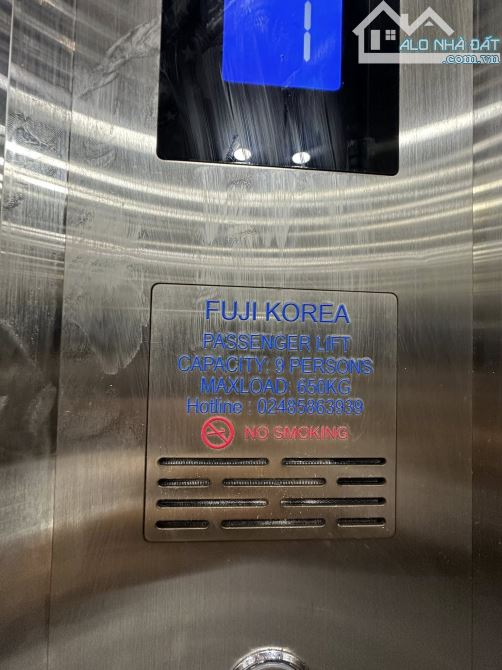 1
ALO NHÀ ĐẤT
.com.vn
FUJI KOREA
PASSENGER LIFT
CAPACITY: 9 PERSONS
MAXLOAD: 650KG
Hotline : 02485863939
NO SMOKING